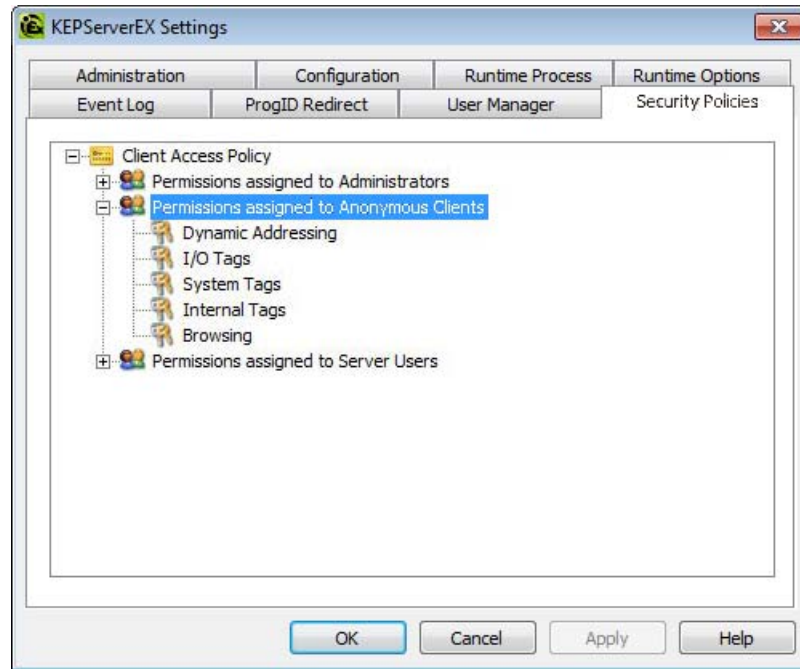 KEPServerEX Settings
Administration Configuration Runtime Process Runtime Options
Event Log ProgID Redirect User Manager Security Policies
Client Access Policy
Permissions assigned to Administrators
Permissions assigned to Anonymous Clients
Dynamic Addressing
I/O Tags
System Tags
Internal Tags
Browsing
Permissions assigned to Server Users
OK Cancel Apply Help